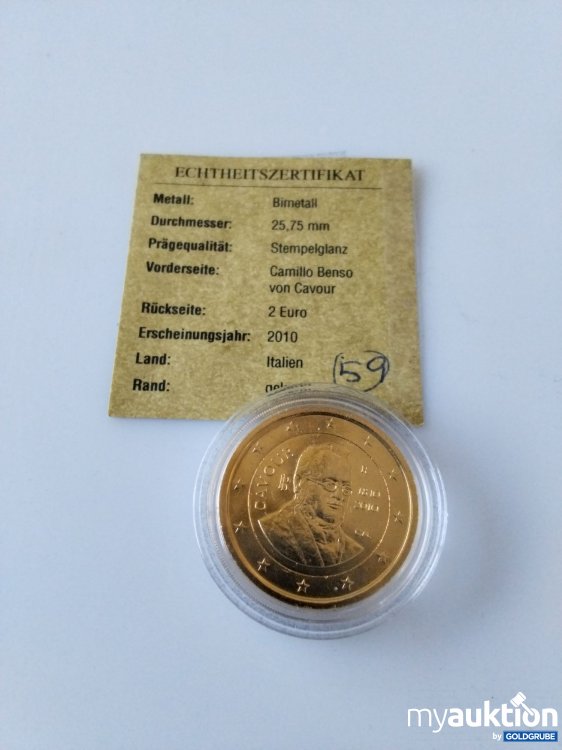 ECHTHEITSZERTIFIKAT
Metall: Bimetall
Durchmesser: 25,75 mm
Prägequalität: Stempelglanz
Vorderseite: Camillo Benso
von Cavour
Rückseite: 2 Euro
Erscheinungsjahr: 2010
Land: Italien
Rand:
59
CAVOUR
R
1810
2010
myauktion
by GOLDGRUBE